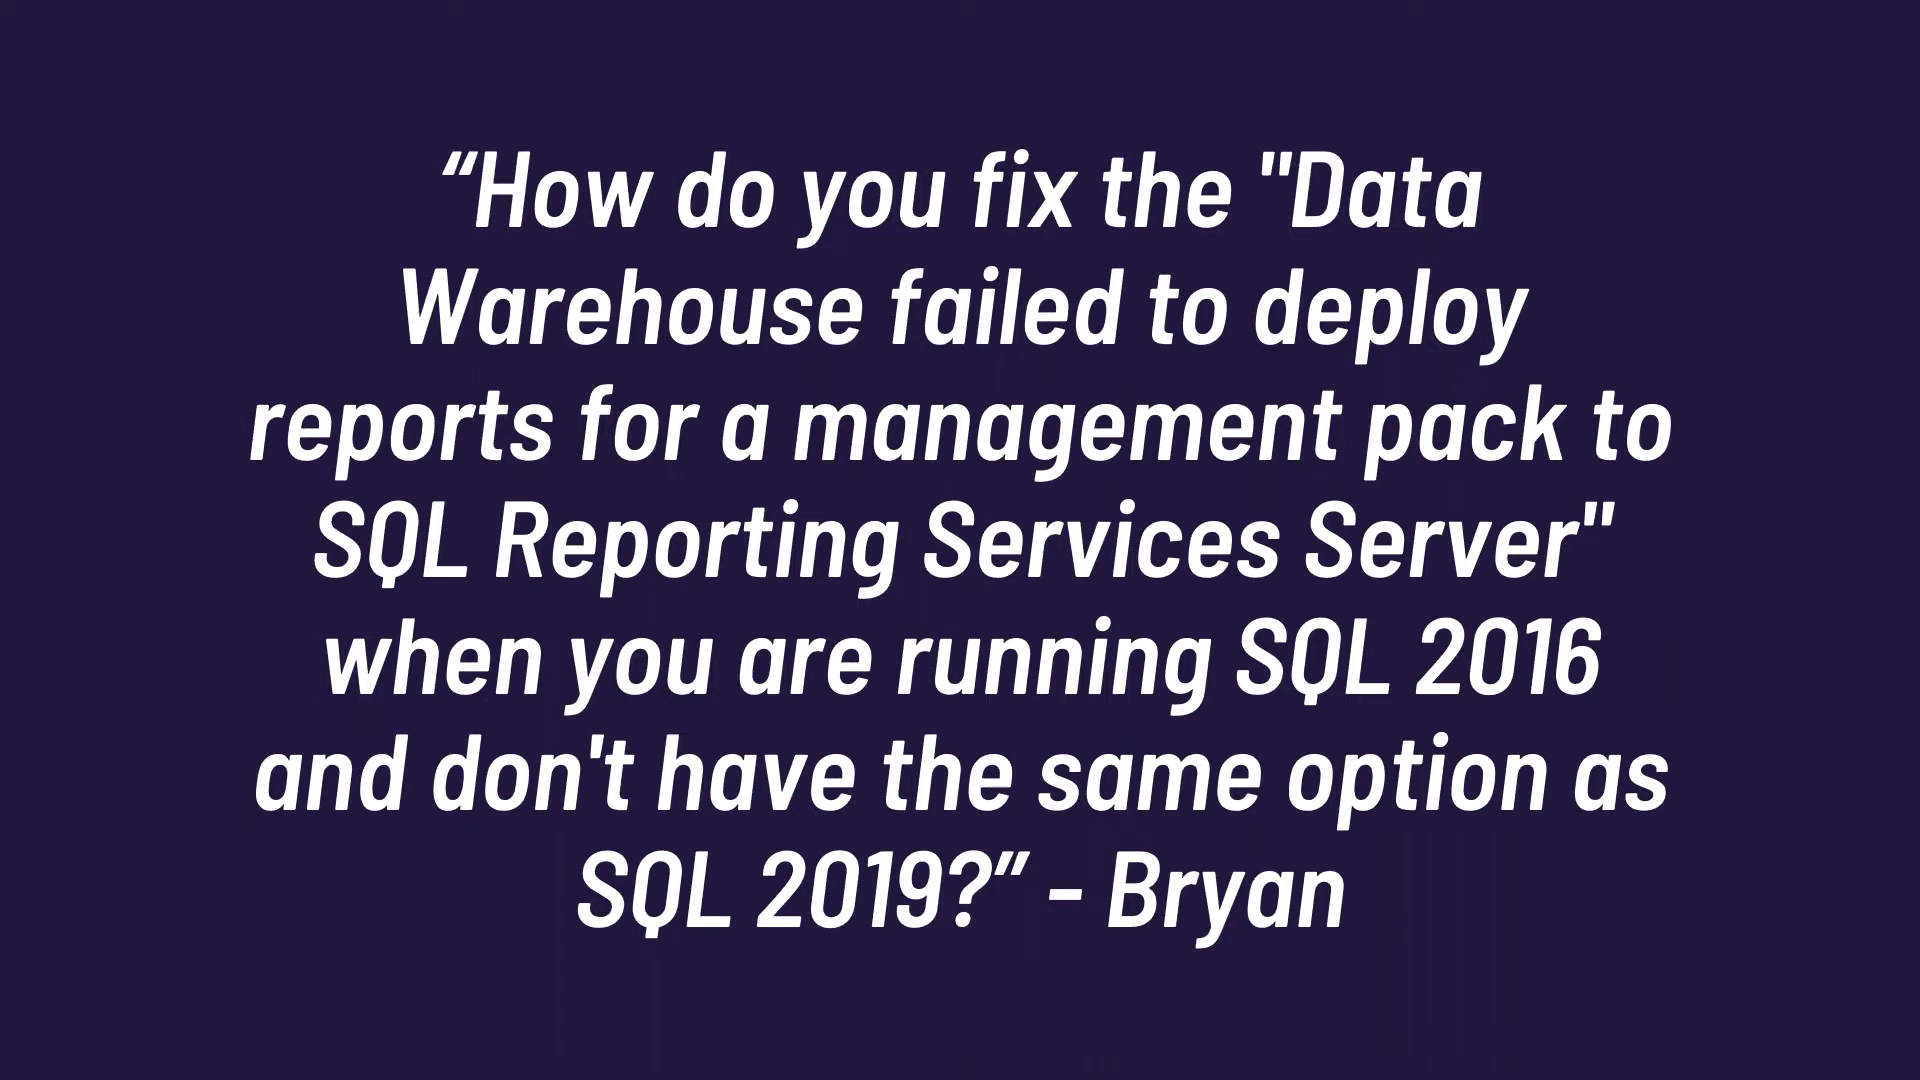 “How do you fix the "Data
Warehouse failed to deploy
reports for a management pack to
SQL Reporting Services Server"
when you are running SQL 2016
and don't have the same option as
SQL 2019?” - Bryan